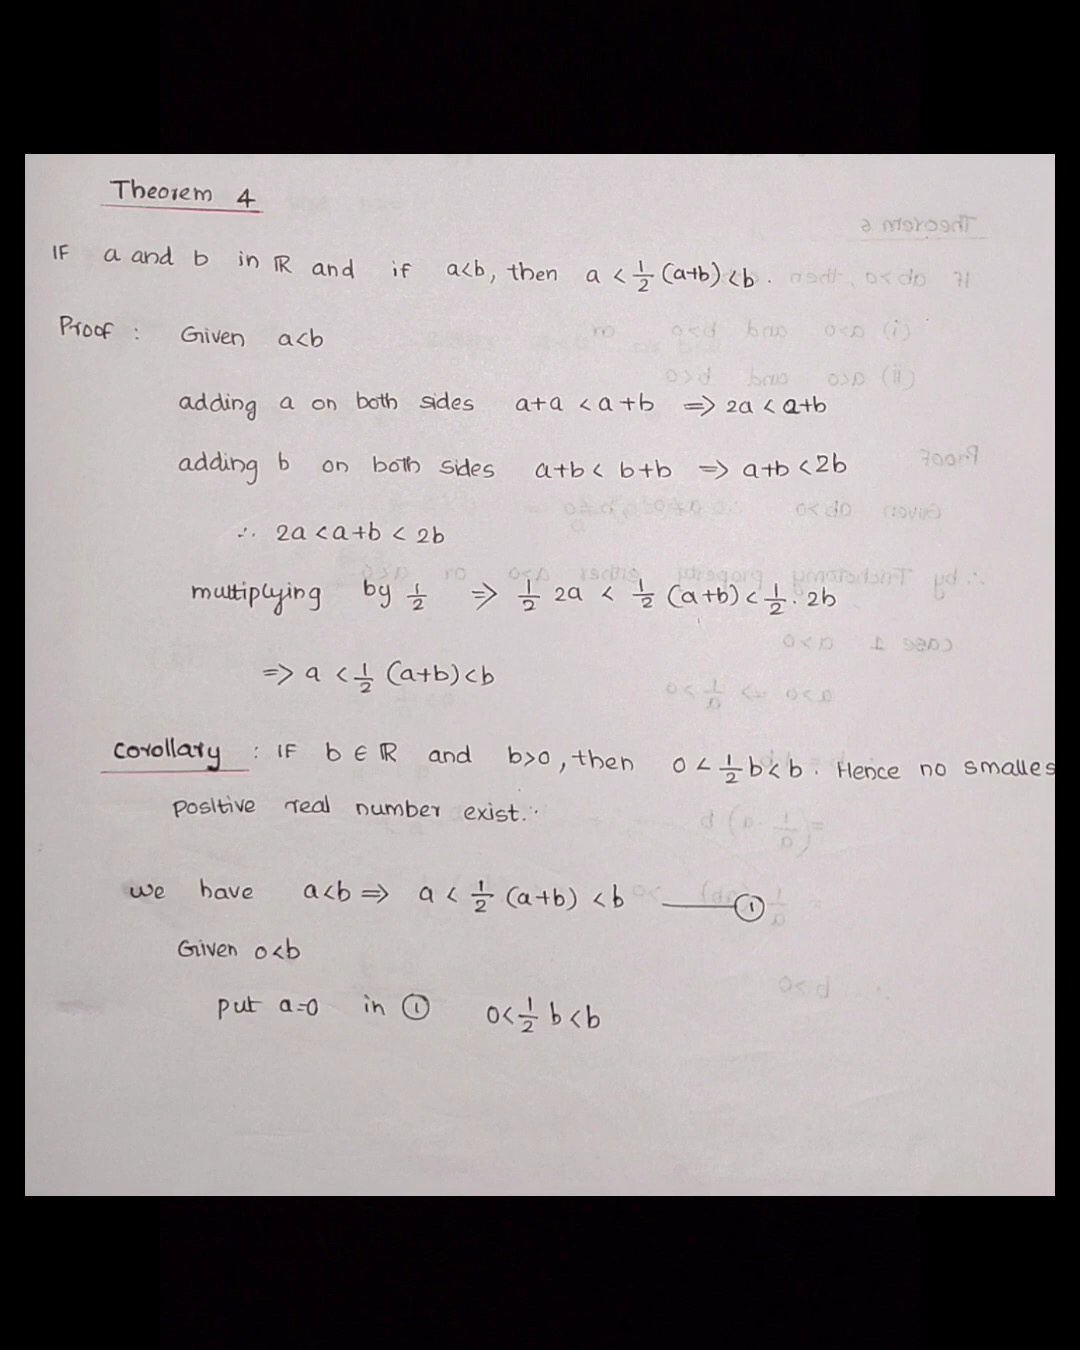 Theorem 4
IF a and b in ℝ and if a<b, then a < 1/2 (a+b) < b.
Proof : Given a<b
adding a on both sides a+a < a+b => 2a < a+b
adding b on both sides a+b < b+b => a+b < 2b
∴ 2a < a+b < 2b
multiplying by 1/2 => 1/2 2a < 1/2 (a+b) < 1/2 . 2b
=> a < 1/2 (a+b) < b
Corollary : IF b ∈ ℝ and b>0, then 0 < 1/2 b < b. Hence no smalles
positive real number exist.
we have a<b => a < 1/2 (a+b) < b —— ①
Given 0<b
put a=0 in ① 0 < 1/2 b < b